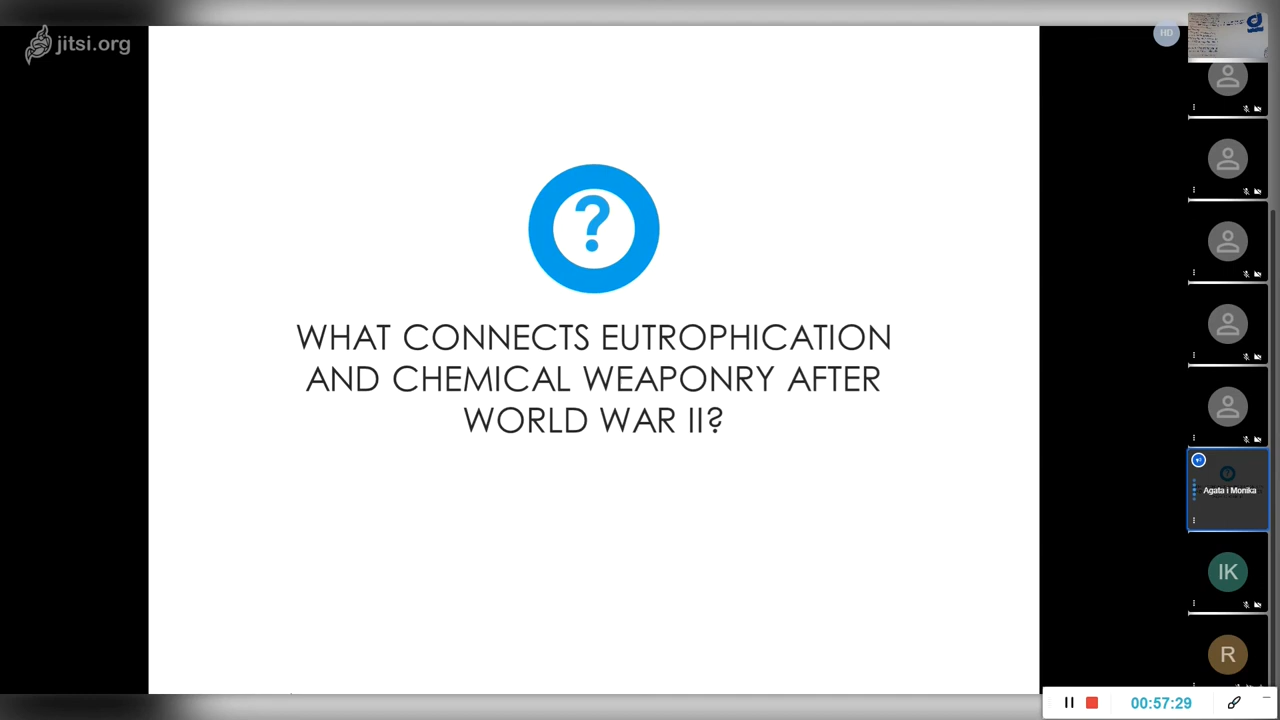 jitsi.org
HD
?
WHAT CONNECTS EUTROPHICATION
AND CHEMICAL WEAPONRY AFTER
WORLD WAR II?
Agata i Monika
IK
R
00:57:29